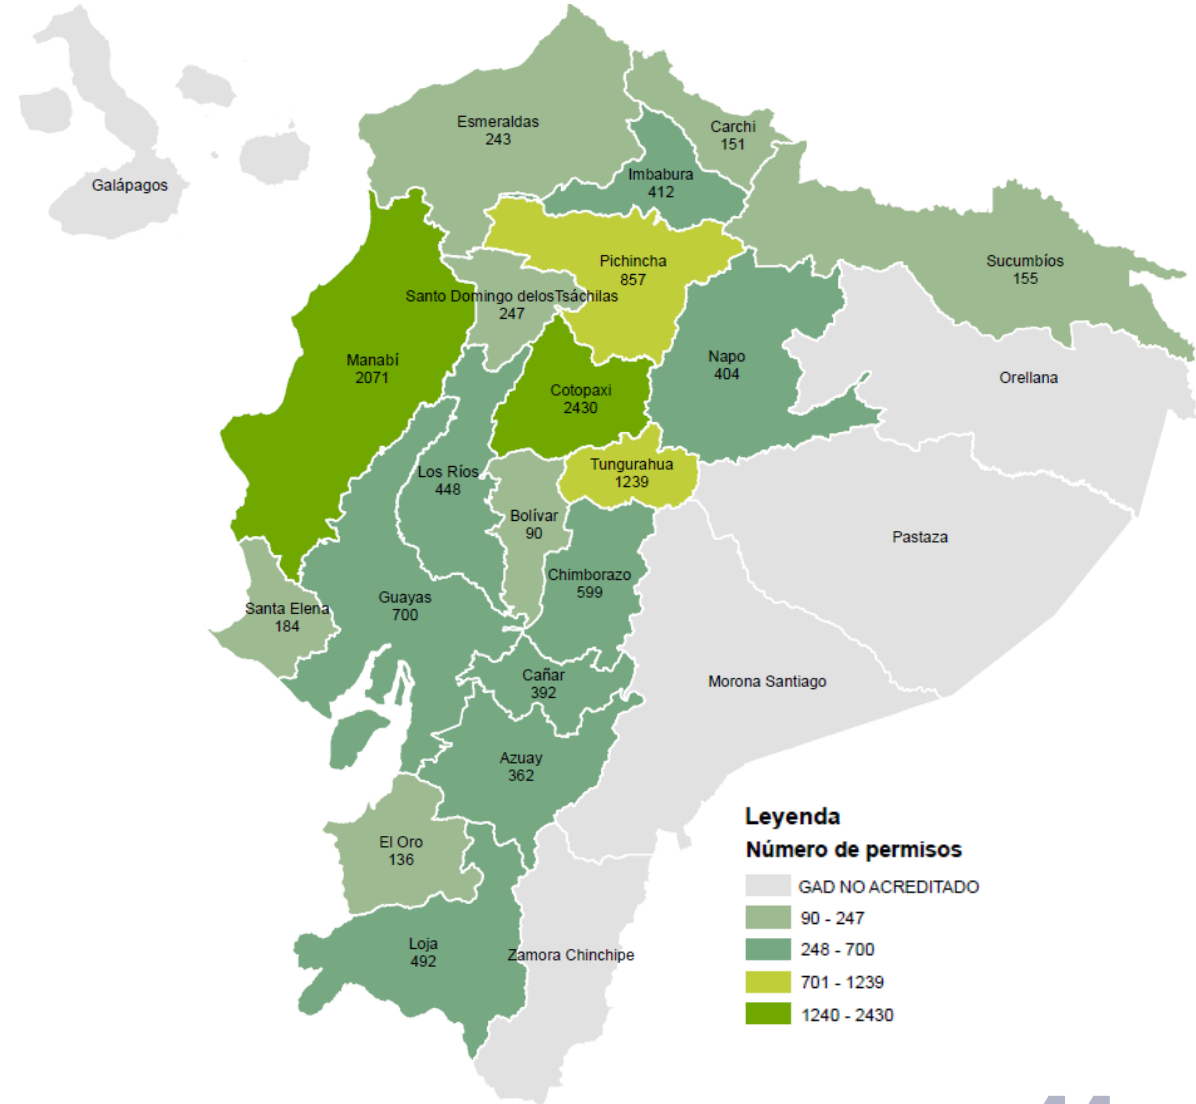 Esmeraldas
243
Carchi
151
Imbabura
412
Galápagos
Pichincha
857
Sucumbíos
155
Santo Domingo delosTsáchilas
247
Manabí
2071
Napo
404
Orellana
Cotopaxi
2430
Los Ríos
448
Tungurahua
1239
Bolívar
90
Pastaza
Chimborazo
599
Guayas
700
Santa Elena
184
Cañar
392
Morona Santiago
Azuay
362
El Oro
136
Loja
492
Zamora Chinchipe
Leyenda
Número de permisos
GAD NO ACREDITADO
90 - 247
248 - 700
701 - 1239
1240 - 2430